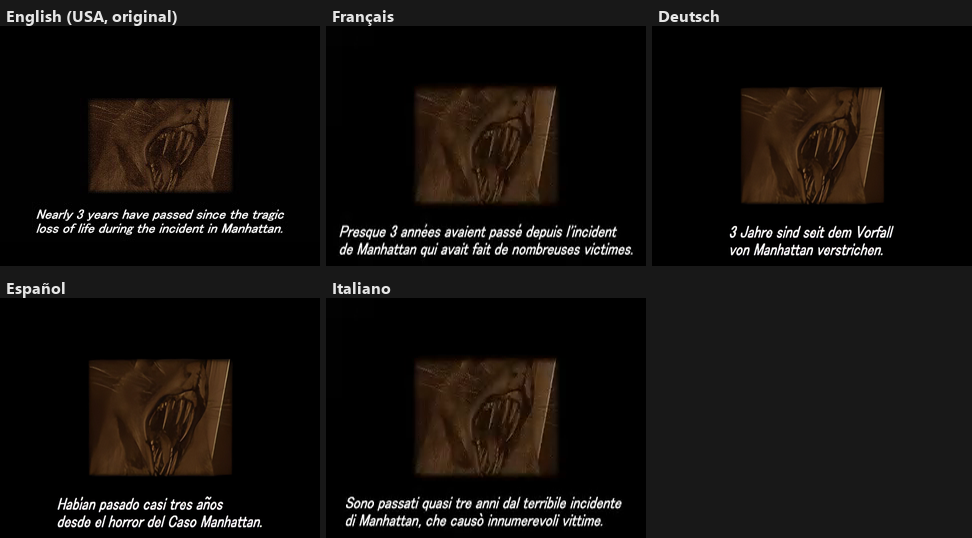 English (USA, original)
Nearly 3 years have passed since the tragic
loss of life during the incident in Manhattan.
Français
Presque 3 années avaient passé depuis l'incident
de Manhattan qui avait fait de nombreuses victimes.
Deutsch
3 Jahre sind seit dem Vorfall
von Manhattan verstrichen.
Español
Habían pasado casi tres años
desde el horror del Caso Manhattan.
Italiano
Sono passati quasi tre anni dal terribile incidente
di Manhattan, che causò innumerevoli vittime.